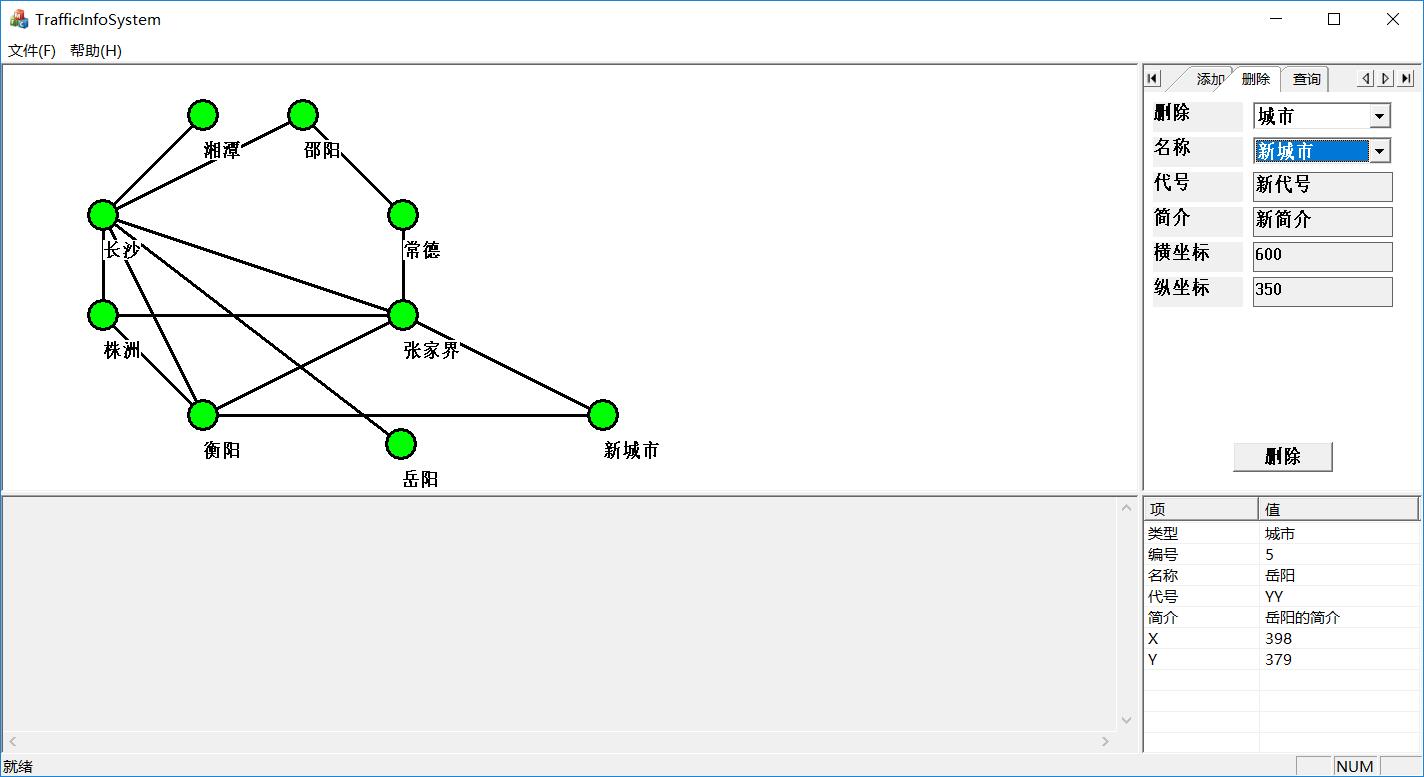 TrafficInfoSystem
文件(F) 帮助(H)
湘潭
邵阳
长沙
常德
株洲
张家界
衡阳
新城市
岳阳
添加 删除 查询
删除 城市
名称 新城市
代号 新代号
简介 新简介
横坐标 600
纵坐标 350
删除
项 值
类型 城市
编号 5
名称 岳阳
代号 YY
简介 岳阳的简介
X 398
Y 379
就绪
NUM